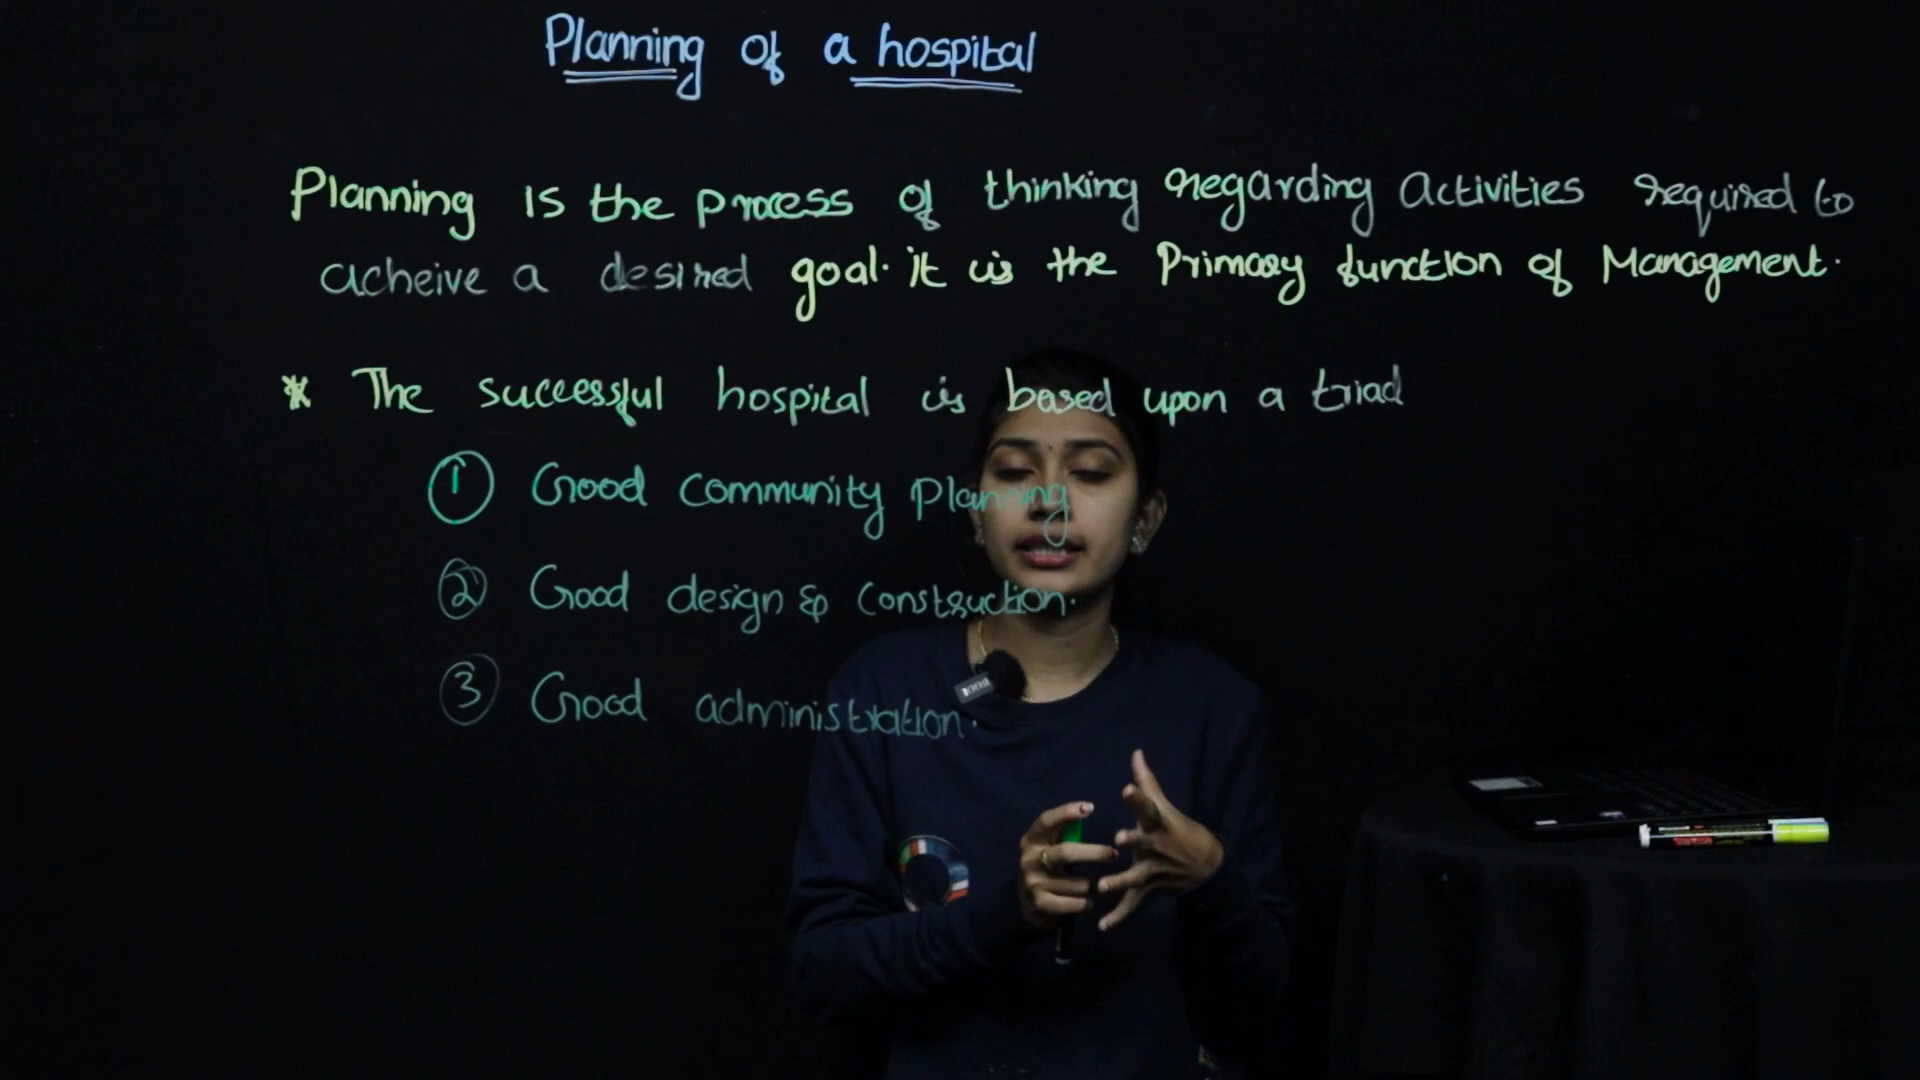 Planning of a hospital
Planning is the process of thinking regarding activities required to
acheive a desired goal. it is the Primary function of Management.
* The successful hospital is based upon a triad
1 Good community planning
2 Good design & construction.
3 Good administration.